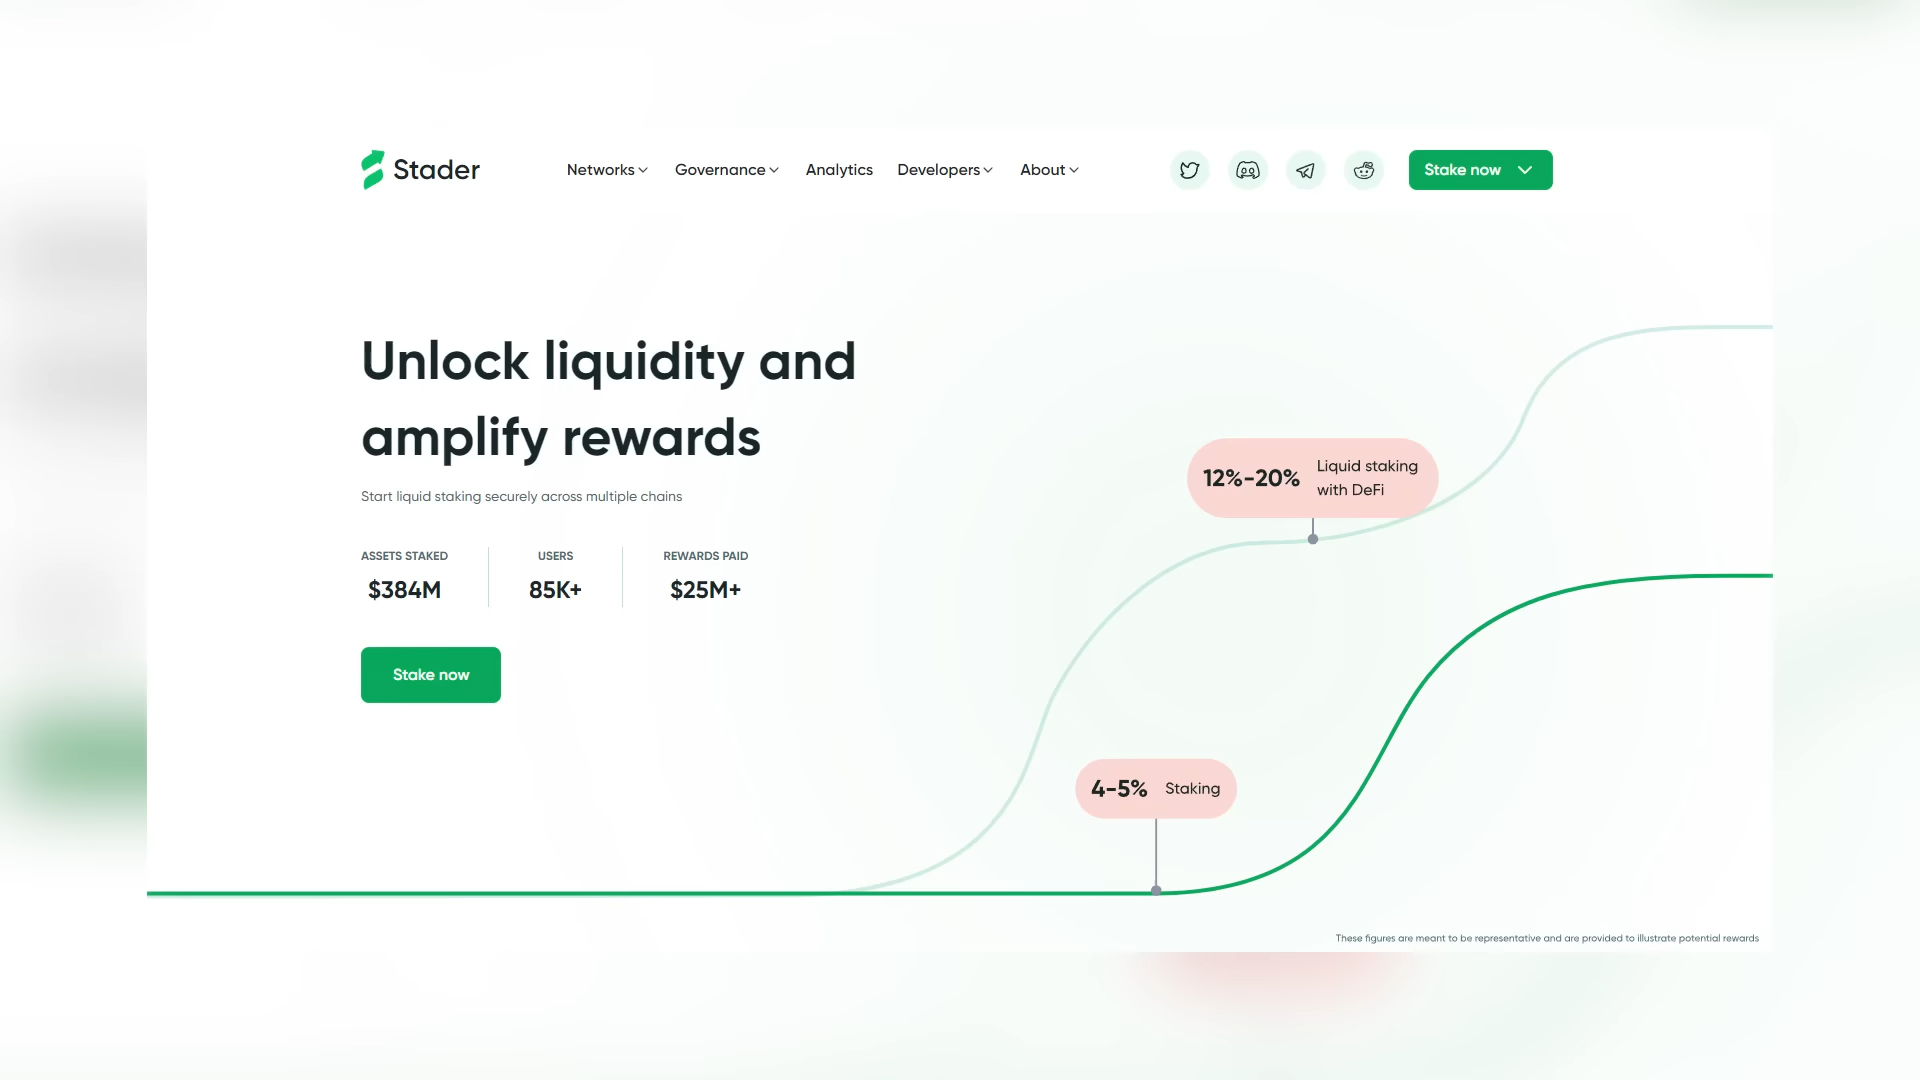 Stader
Networks
Governance
Analytics
Developers
About
Stake now
Unlock liquidity and
amplify rewards
Start liquid staking securely across multiple chains
ASSETS STAKED
$384M
USERS
85K+
REWARDS PAID
$25M+
Stake now
12%-20%
Liquid staking
with DeFi
4-5%
Staking
These figures are meant to be representative and are provided to illustrate potential rewards